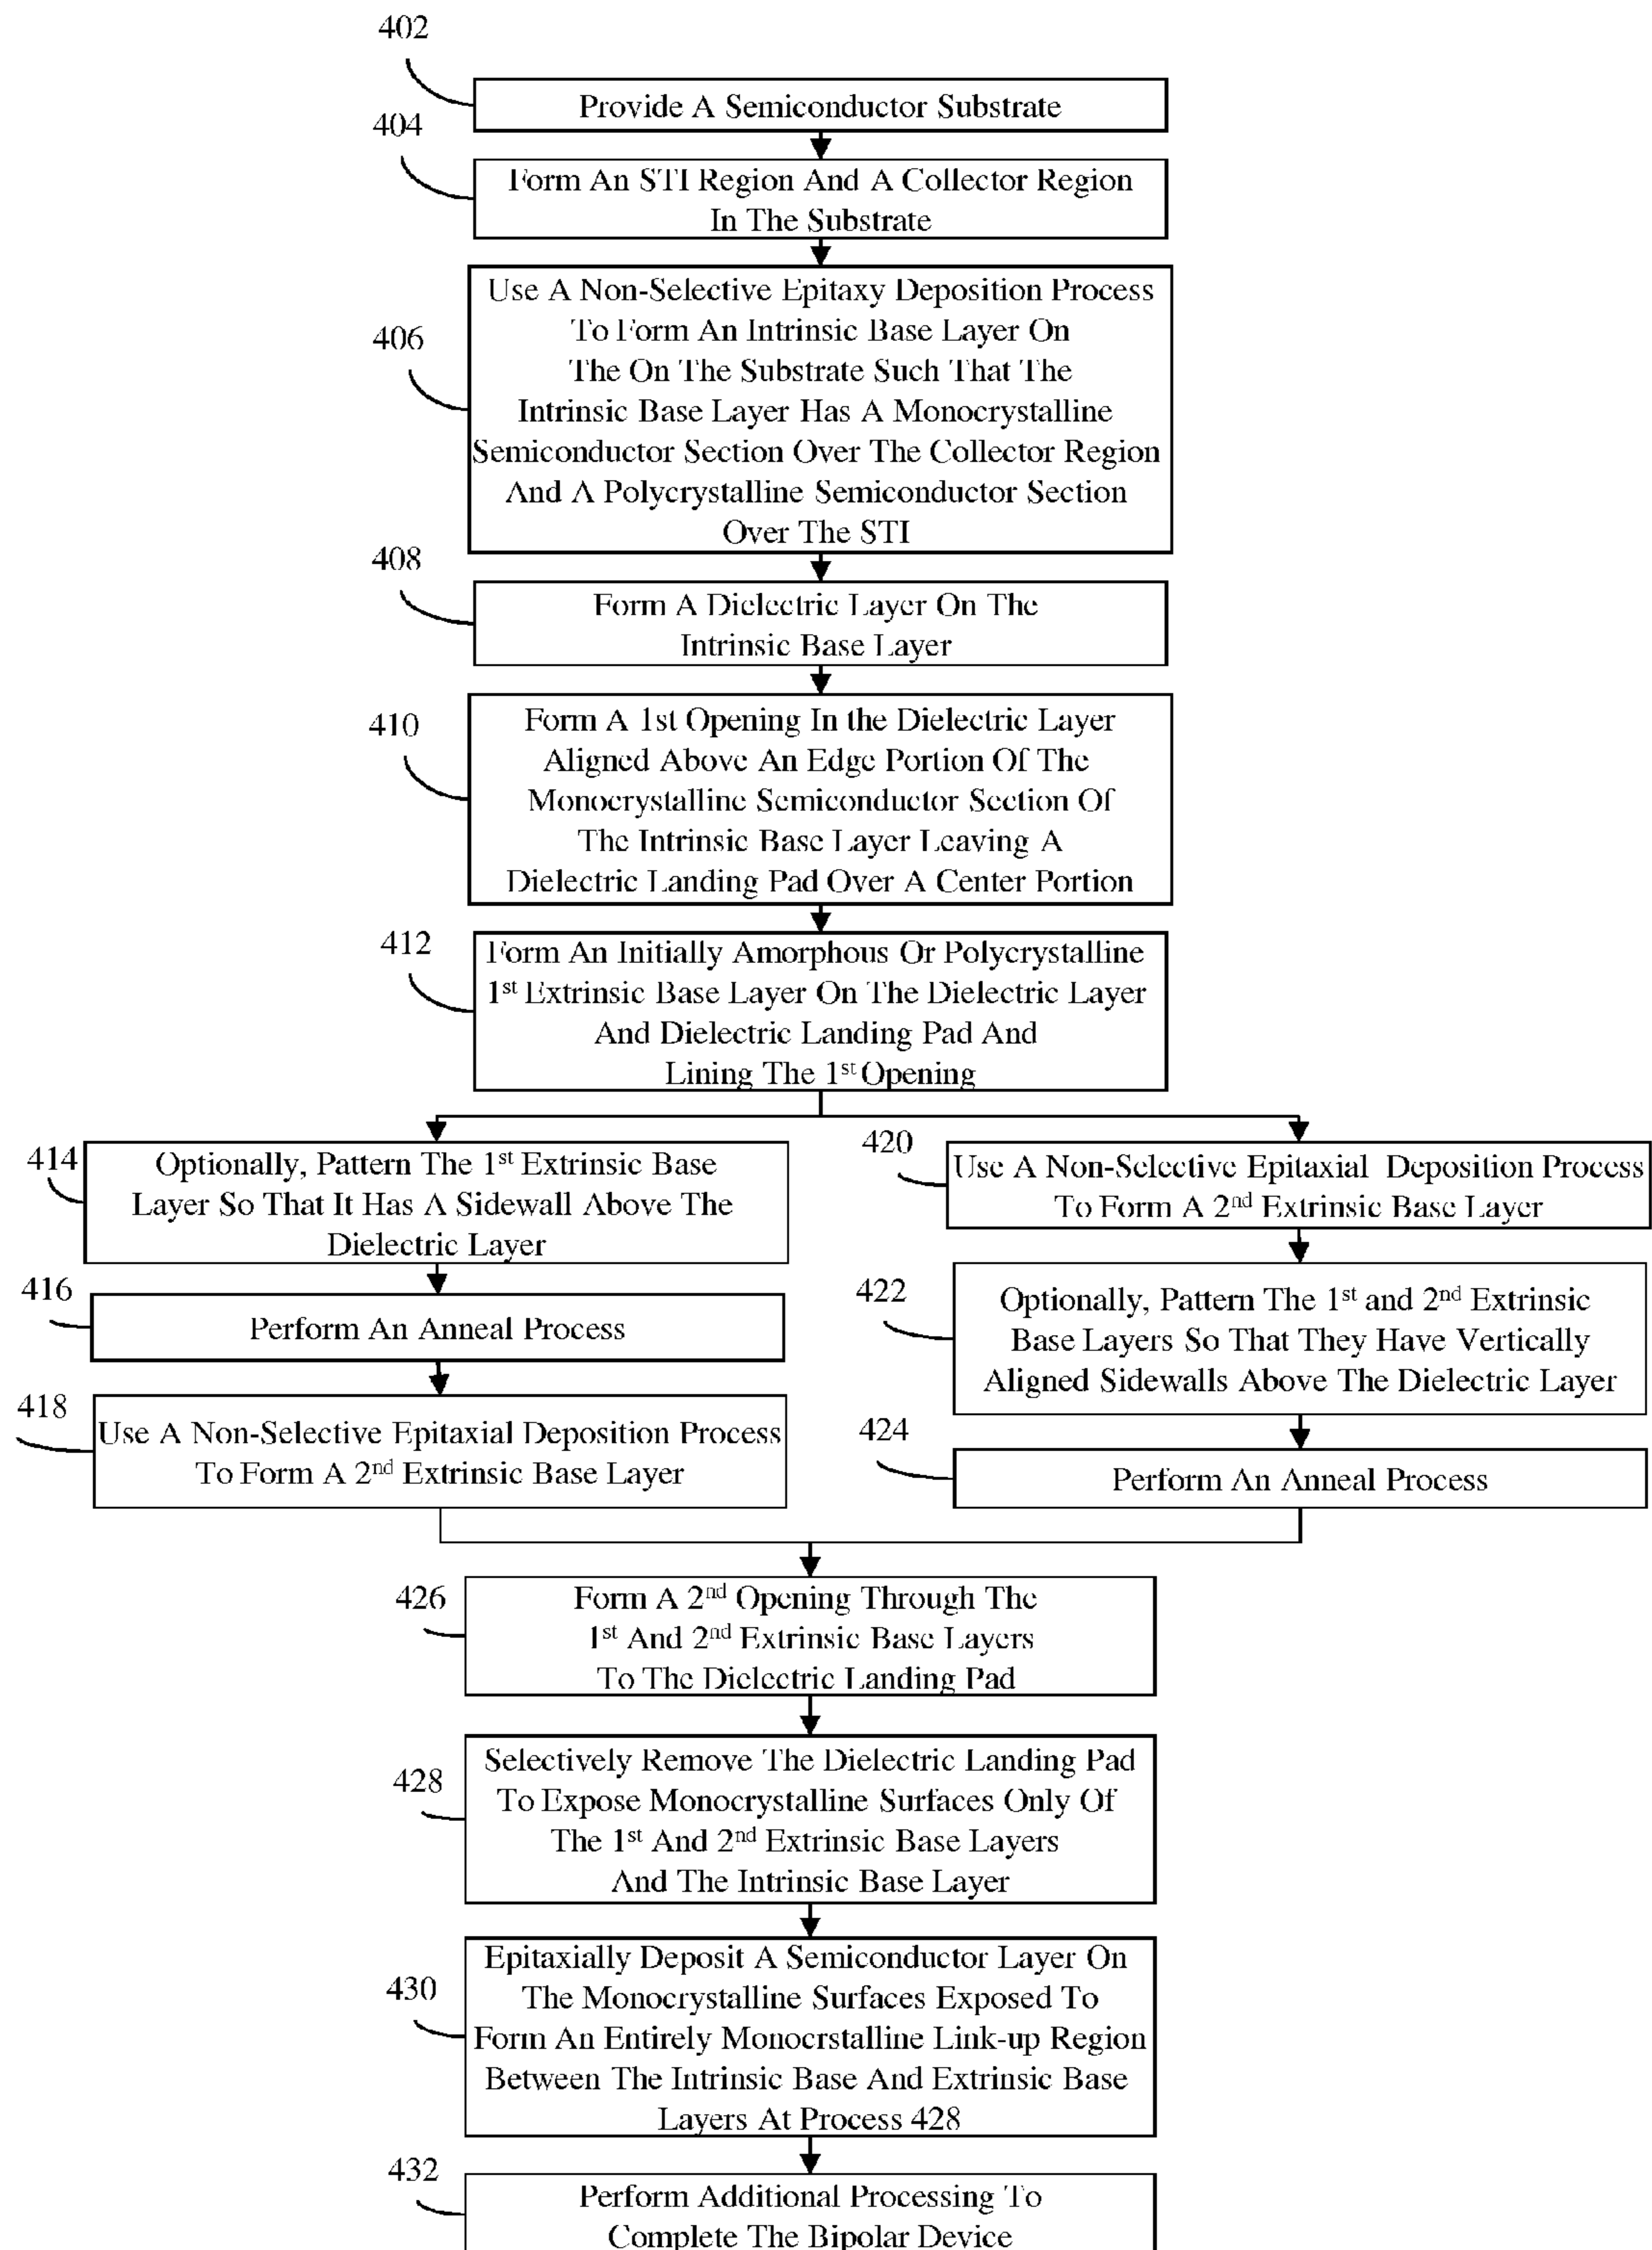 402
Provide A Semiconductor Substrate
404
Form An STI Region And A Collector Region
In The Substrate
406
Use A Non-Selective Epitaxy Deposition Process
To Form An Intrinsic Base Layer On
The On The Substrate Such That The
Intrinsic Base Layer Has A Monocrystalline
Semiconductor Section Over The Collector Region
And A Polycrystalline Semiconductor Section
Over The STI
408
Form A Dielectric Layer On The
Intrinsic Base Layer
410
Form A 1st Opening In the Dielectric Layer
Aligned Above An Edge Portion Of The
Monocrystalline Semiconductor Section Of
The Intrinsic Base Layer Leaving A
Dielectric Landing Pad Over A Center Portion
412
Form An Initially Amorphous Or Polycrystalline
1st Extrinsic Base Layer On The Dielectric Layer
And Dielectric Landing Pad And
Lining The 1st Opening
414
Optionally, Pattern The 1st Extrinsic Base
Layer So That It Has A Sidewall Above The
Dielectric Layer
416
Perform An Anneal Process
418
Use A Non-Selective Epitaxial Deposition Process
To Form A 2nd Extrinsic Base Layer
420
Use A Non-Selective Epitaxial Deposition Process
To Form A 2nd Extrinsic Base Layer
422
Optionally, Pattern The 1st and 2nd Extrinsic
Base Layers So That They Have Vertically
Aligned Sidewalls Above The Dielectric Layer
424
Perform An Anneal Process
426
Form A 2nd Opening Through The
1st And 2nd Extrinsic Base Layers
To The Dielectric Landing Pad
428
Selectively Remove The Dielectric Landing Pad
To Expose Monocrystalline Surfaces Only Of
The 1st And 2nd Extrinsic Base Layers
And The Intrinsic Base Layer
430
Epitaxially Deposit A Semiconductor Layer On
The Monocrystalline Surfaces Exposed To
Form An Entirely Monocrstalline Link-up Region
Between The Intrinsic Base And Extrinsic Base
Layers At Process 428
432
Perform Additional Processing To
Complete The Bipolar Device